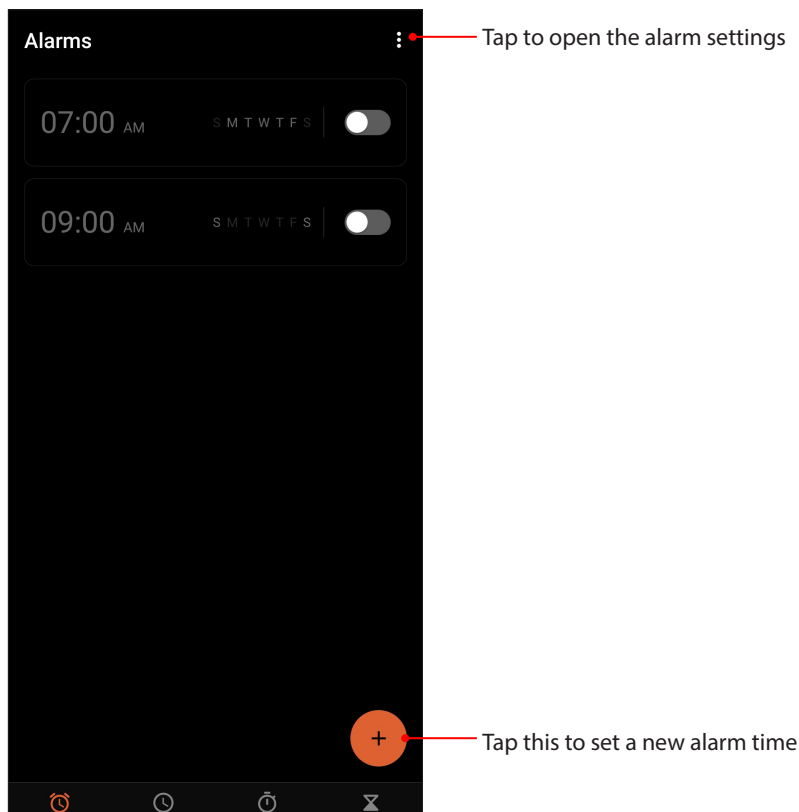 Alarms
Tap to open the alarm settings
07:00 AM S M T W T F S
09:00 AM S M T W T F S
Tap this to set a new alarm time